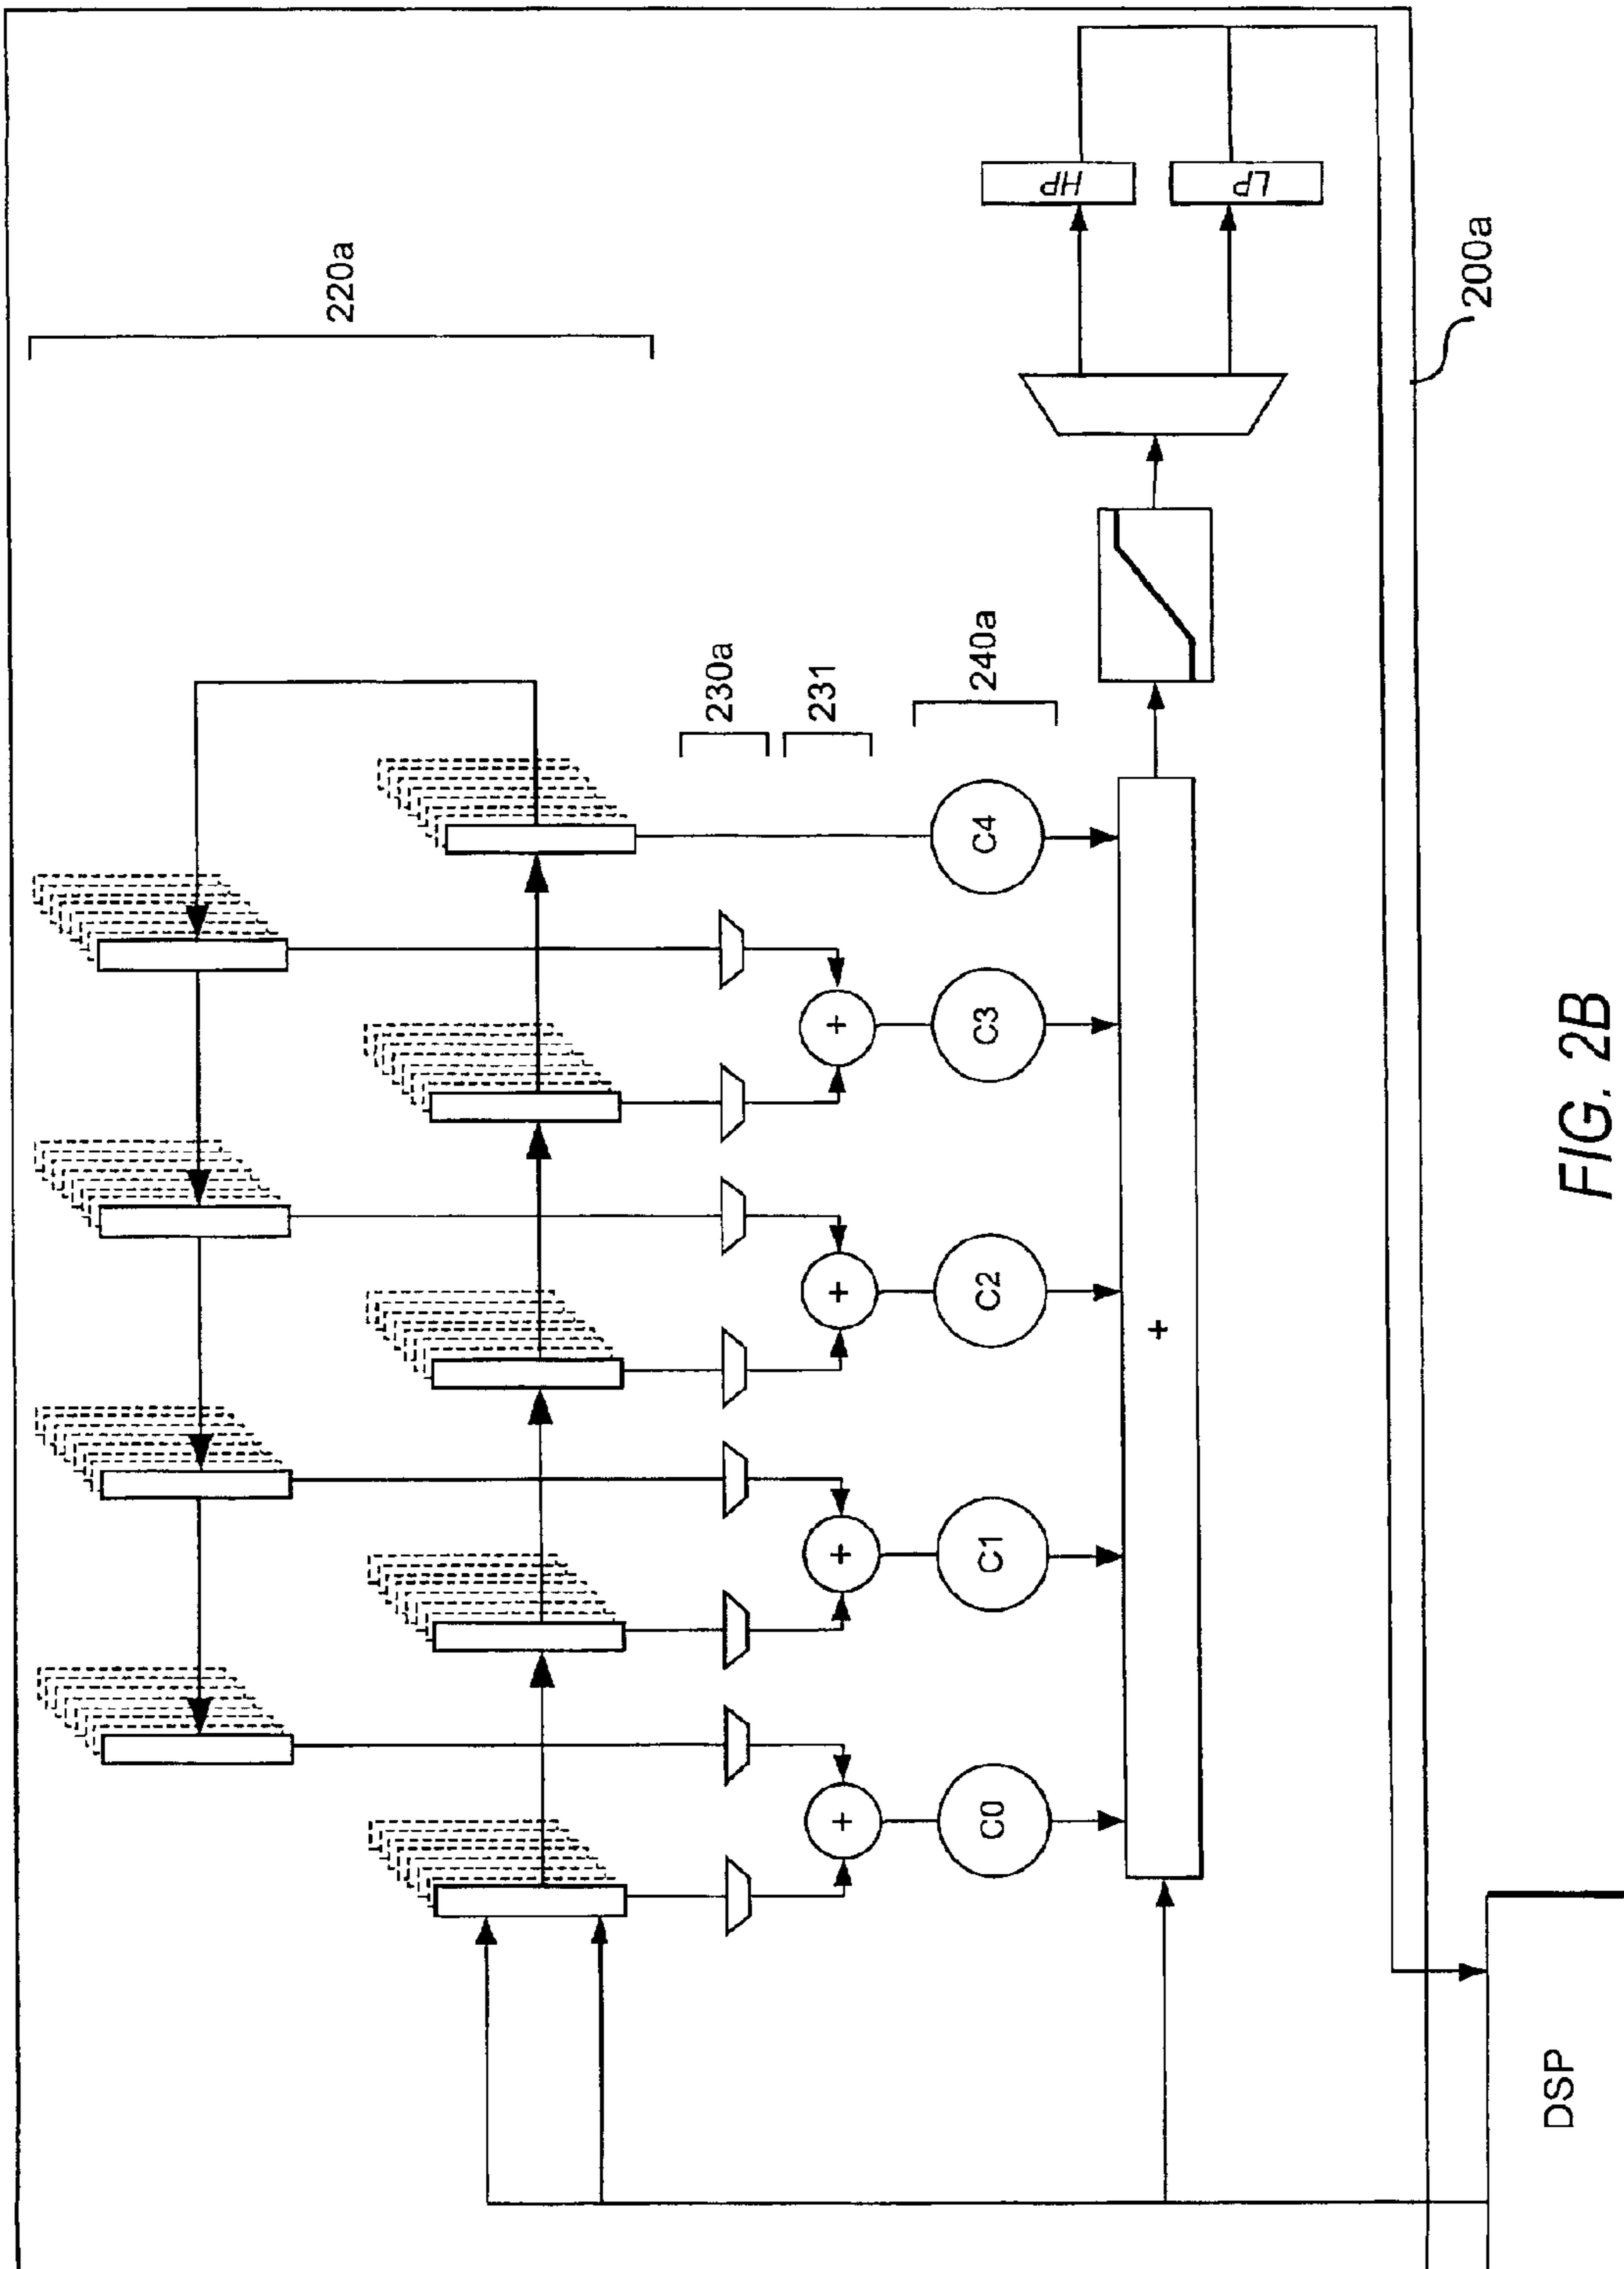 220a
230a
231
240a
+
+
+
+
C0
C1
C2
C3
C4
+
HP
LP
200a
DSP
FIG. 2B